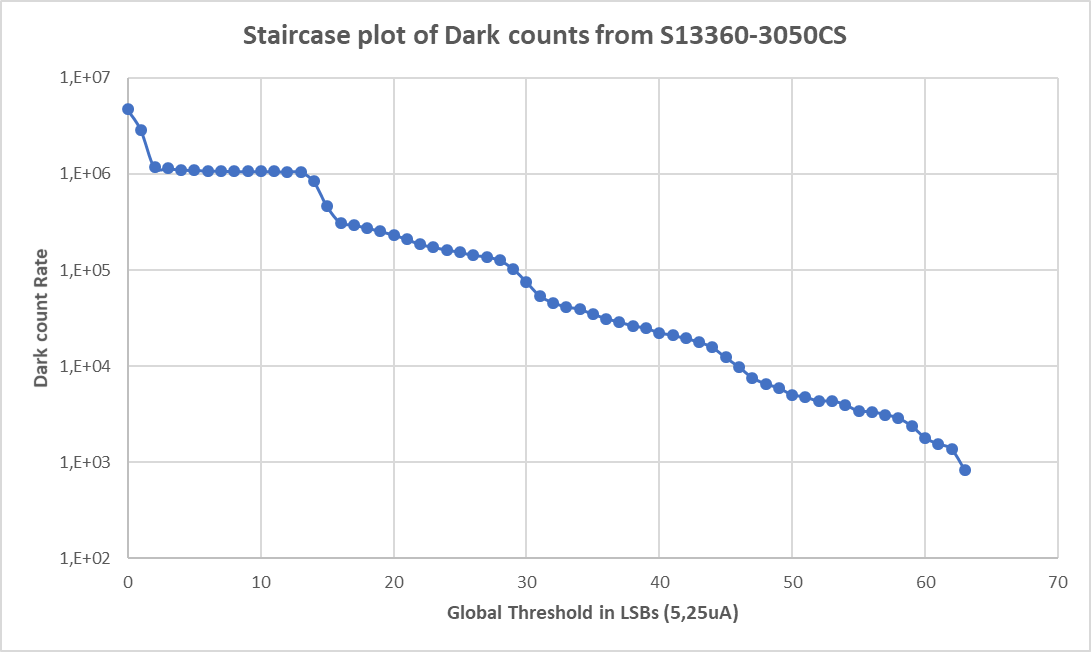 Staircase plot of Dark counts from S13360-3050CS
1,E+07
1,E+06
1,E+05
1,E+04
1,E+03
1,E+02
Dark count Rate
0 10 20 30 40 50 60 70
Global Threshold in LSBs (5,25uA)